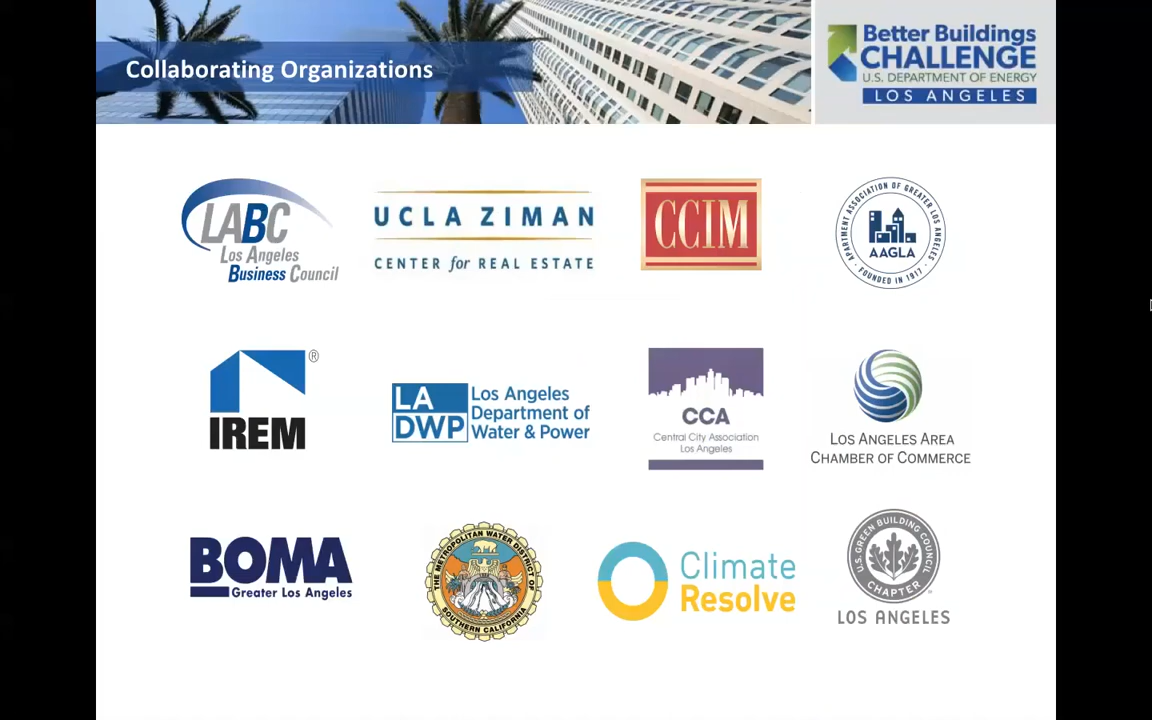 Collaborating Organizations
Better Buildings
CHALLENGE
U.S. DEPARTMENT OF ENERGY
LOS ANGELES
LABC
Los Angeles
Business Council
UCLA ZIMAN
CENTER for REAL ESTATE
CCIM
APARTMENT ASSOCIATION OF GREATER LOS ANGELES
AAGLA
· FOUNDED IN 1917 ·
IREM®
LA
DWP
Los Angeles
Department of
Water & Power
CCA
Central City Association
Los Angeles
LOS ANGELES AREA
CHAMBER OF COMMERCE
BOMA
Greater Los Angeles
THE METROPOLITAN WATER DISTRICT OF
SOUTHERN CALIFORNIA
Climate
Resolve
U.S. GREEN BUILDING COUNCIL
CHAPTER
LOS ANGELES